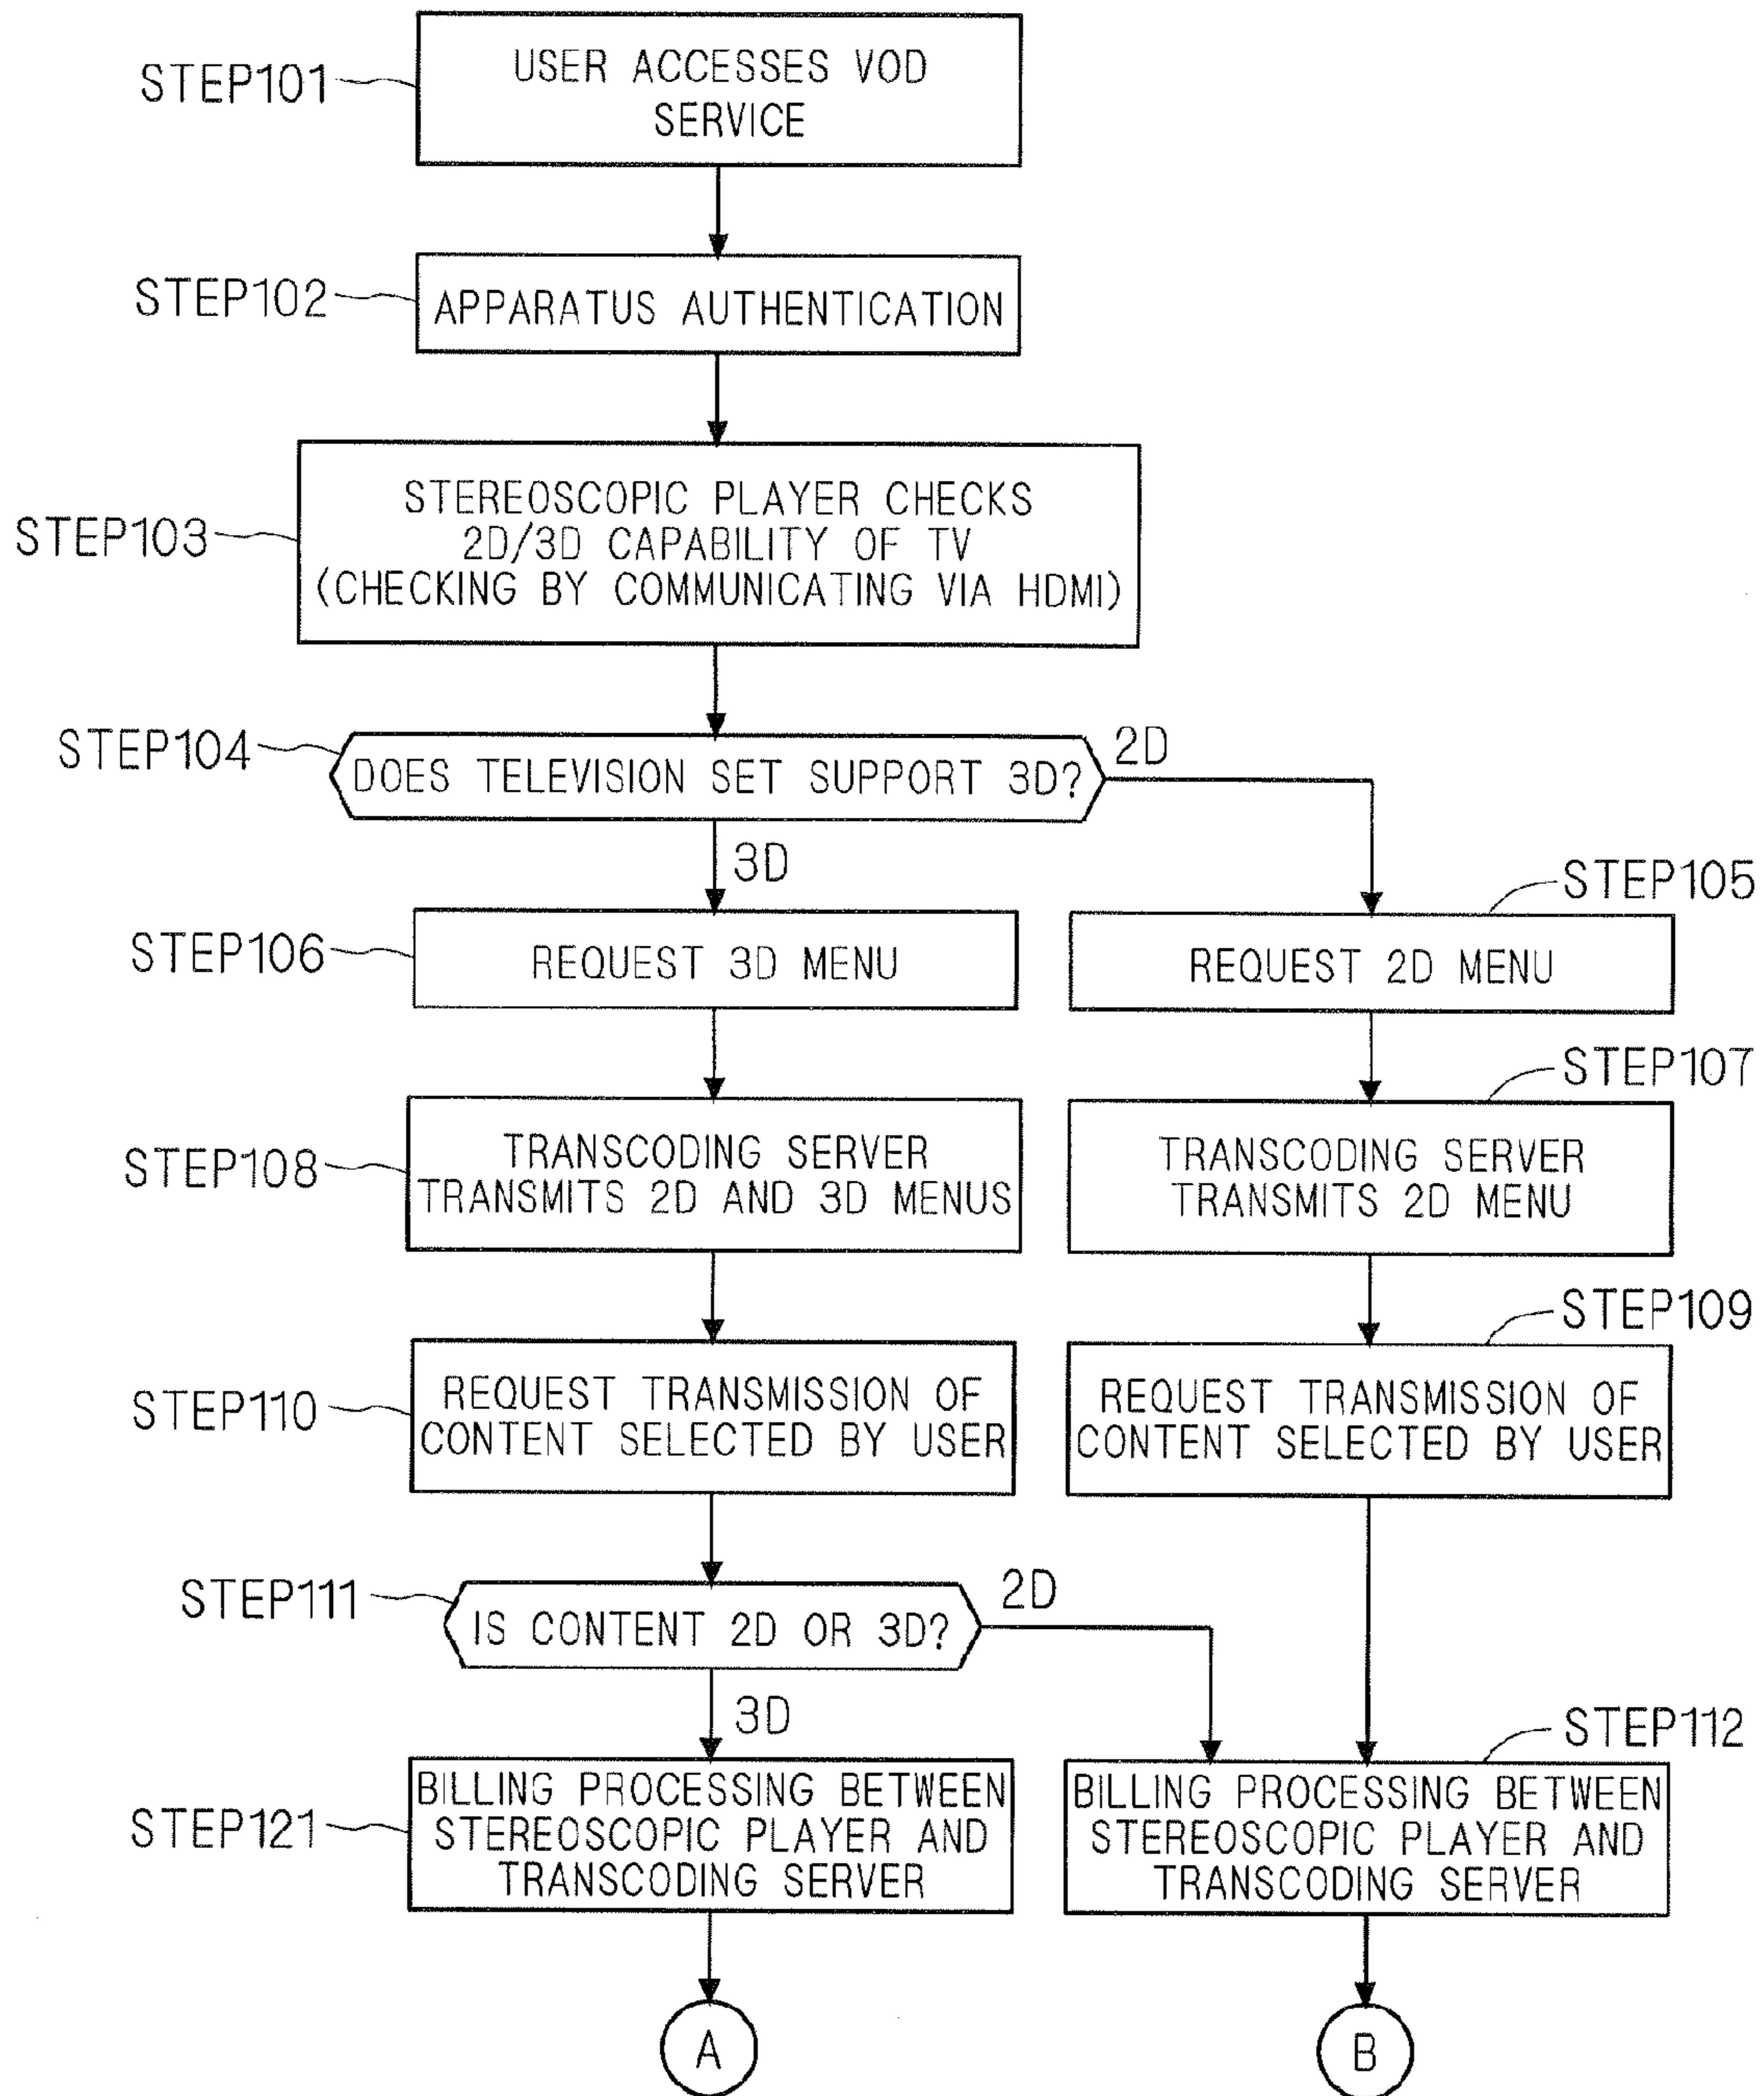 STEP101
USER ACCESSES VOD
SERVICE
STEP102
APPARATUS AUTHENTICATION
STEP103
STEREOSCOPIC PLAYER CHECKS
2D/3D CAPABILITY OF TV
(CHECKING BY COMMUNICATING VIA HDMI)
STEP104
DOES TELEVISION SET SUPPORT 3D?
2D
3D
STEP105
STEP106
REQUEST 3D MENU
REQUEST 2D MENU
STEP107
STEP108
TRANSCODING SERVER
TRANSMITS 2D AND 3D MENUS
TRANSCODING SERVER
TRANSMITS 2D MENU
STEP109
STEP110
REQUEST TRANSMISSION OF
CONTENT SELECTED BY USER
REQUEST TRANSMISSION OF
CONTENT SELECTED BY USER
STEP111
IS CONTENT 2D OR 3D?
2D
3D
STEP112
STEP121
BILLING PROCESSING BETWEEN
STEREOSCOPIC PLAYER AND
TRANSCODING SERVER
BILLING PROCESSING BETWEEN
STEREOSCOPIC PLAYER AND
TRANSCODING SERVER
A
B